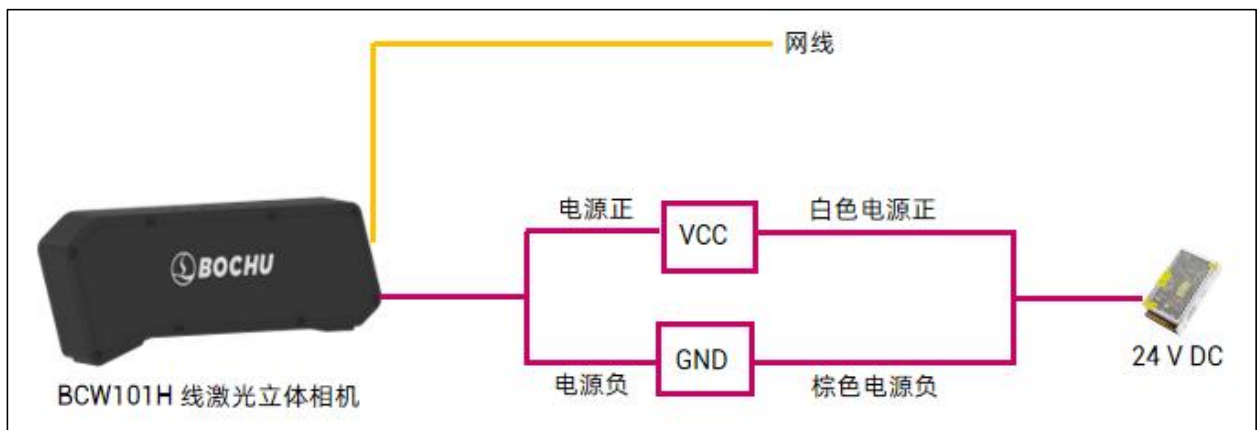 网线
电源正
VCC
白色电源正
BOCHU
电源负
GND
棕色电源负
24 V DC
BCW101H 线激光立体相机